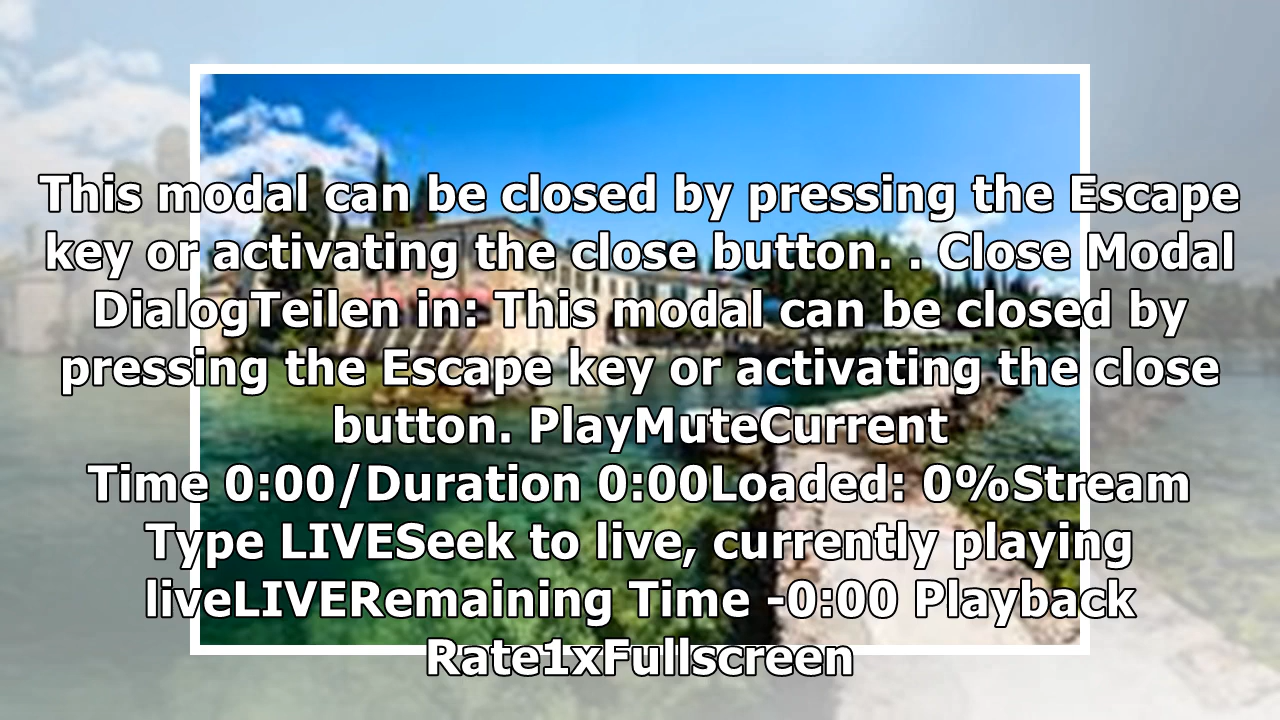 This modal can be closed by pressing the Escape
key or activating the close button. . Close Modal
DialogTeilen in: This modal can be closed by
pressing the Escape key or activating the close
button. PlayMuteCurrent
Time 0:00/Duration 0:00Loaded: 0%Stream
Type LIVESeek to live, currently playing
liveLIVERemaining Time -0:00 Playback
Rate1xFullscreen